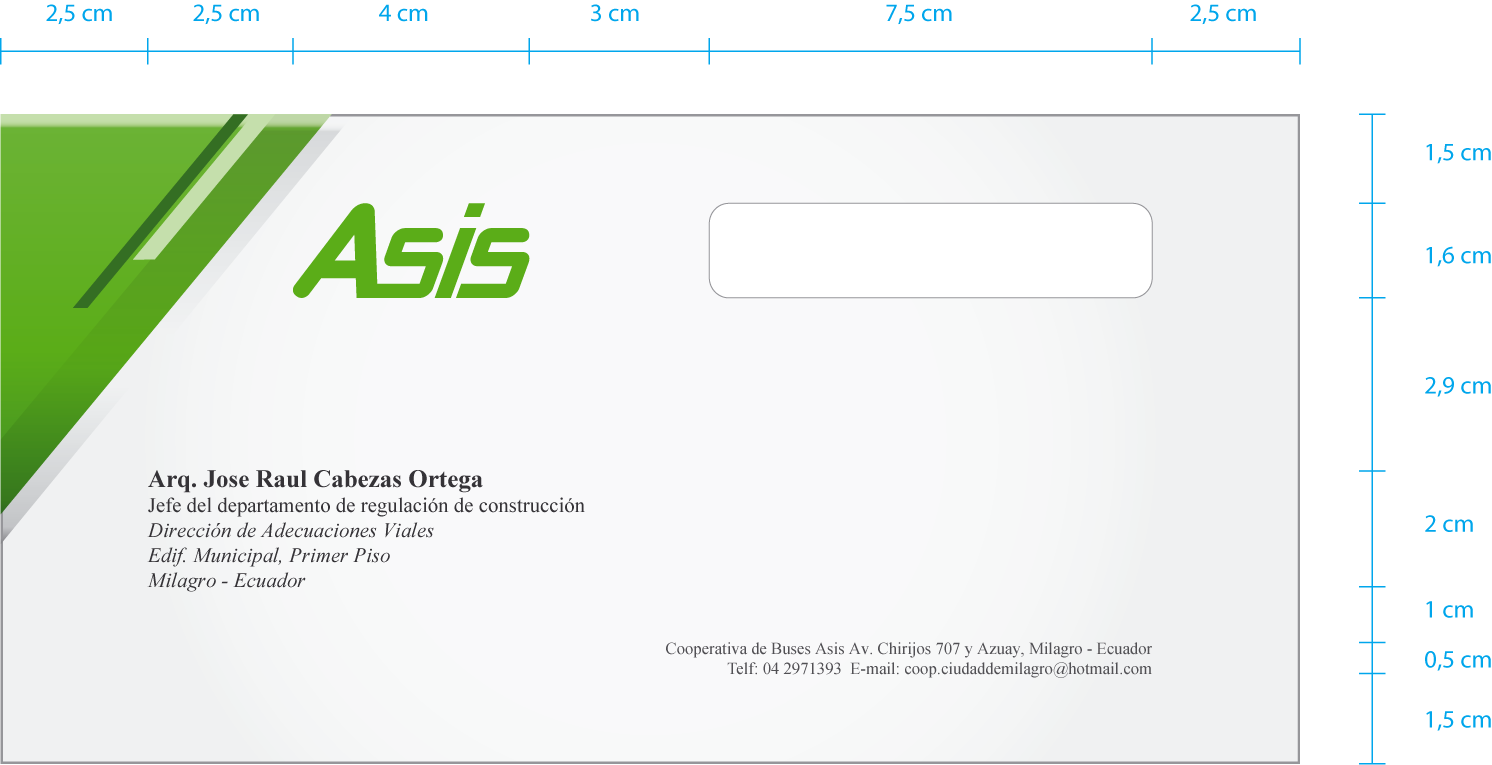 2,5 cm 2,5 cm 4 cm 3 cm 7,5 cm 2,5 cm
Asis
1,5 cm
1,6 cm
2,9 cm
2 cm
1 cm
0,5 cm
1,5 cm
Arq. Jose Raul Cabezas Ortega
Jefe del departamento de regulación de construcción
Dirección de Adecuaciones Viales
Edif. Municipal, Primer Piso
Milagro - Ecuador
Cooperativa de Buses Asis Av. Chirijos 707 y Azuay, Milagro - Ecuador
Telf: 04 2971393 E-mail: coop.ciudaddemilagro@hotmail.com